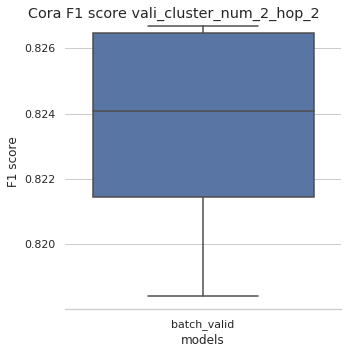 Cora F1 score vali_cluster_num_2_hop_2
0.826
0.824
0.822
0.820
F1 score
batch_valid
models